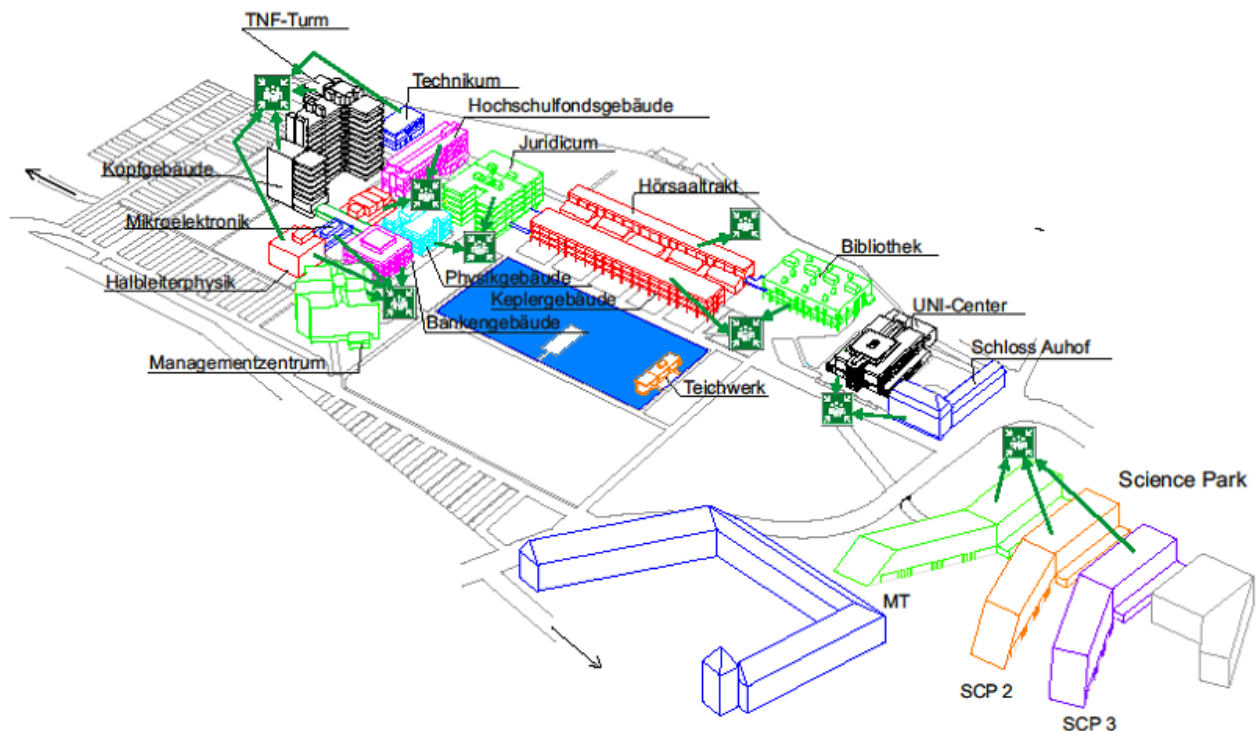 TNF-Turm
Technikum
Hochschulfondsgebäude
Juridicum
Kopfgebäude
Hörsaaltrakt
Mikroelektronik
Bibliothek
Halbleiterphysik
Physikgebäude
Keplergebäude
UNI-Center
Bankengebäude
Schloss Auhof
Managementzentrum
Teichwerk
Science Park
MT
SCP 2
SCP 3